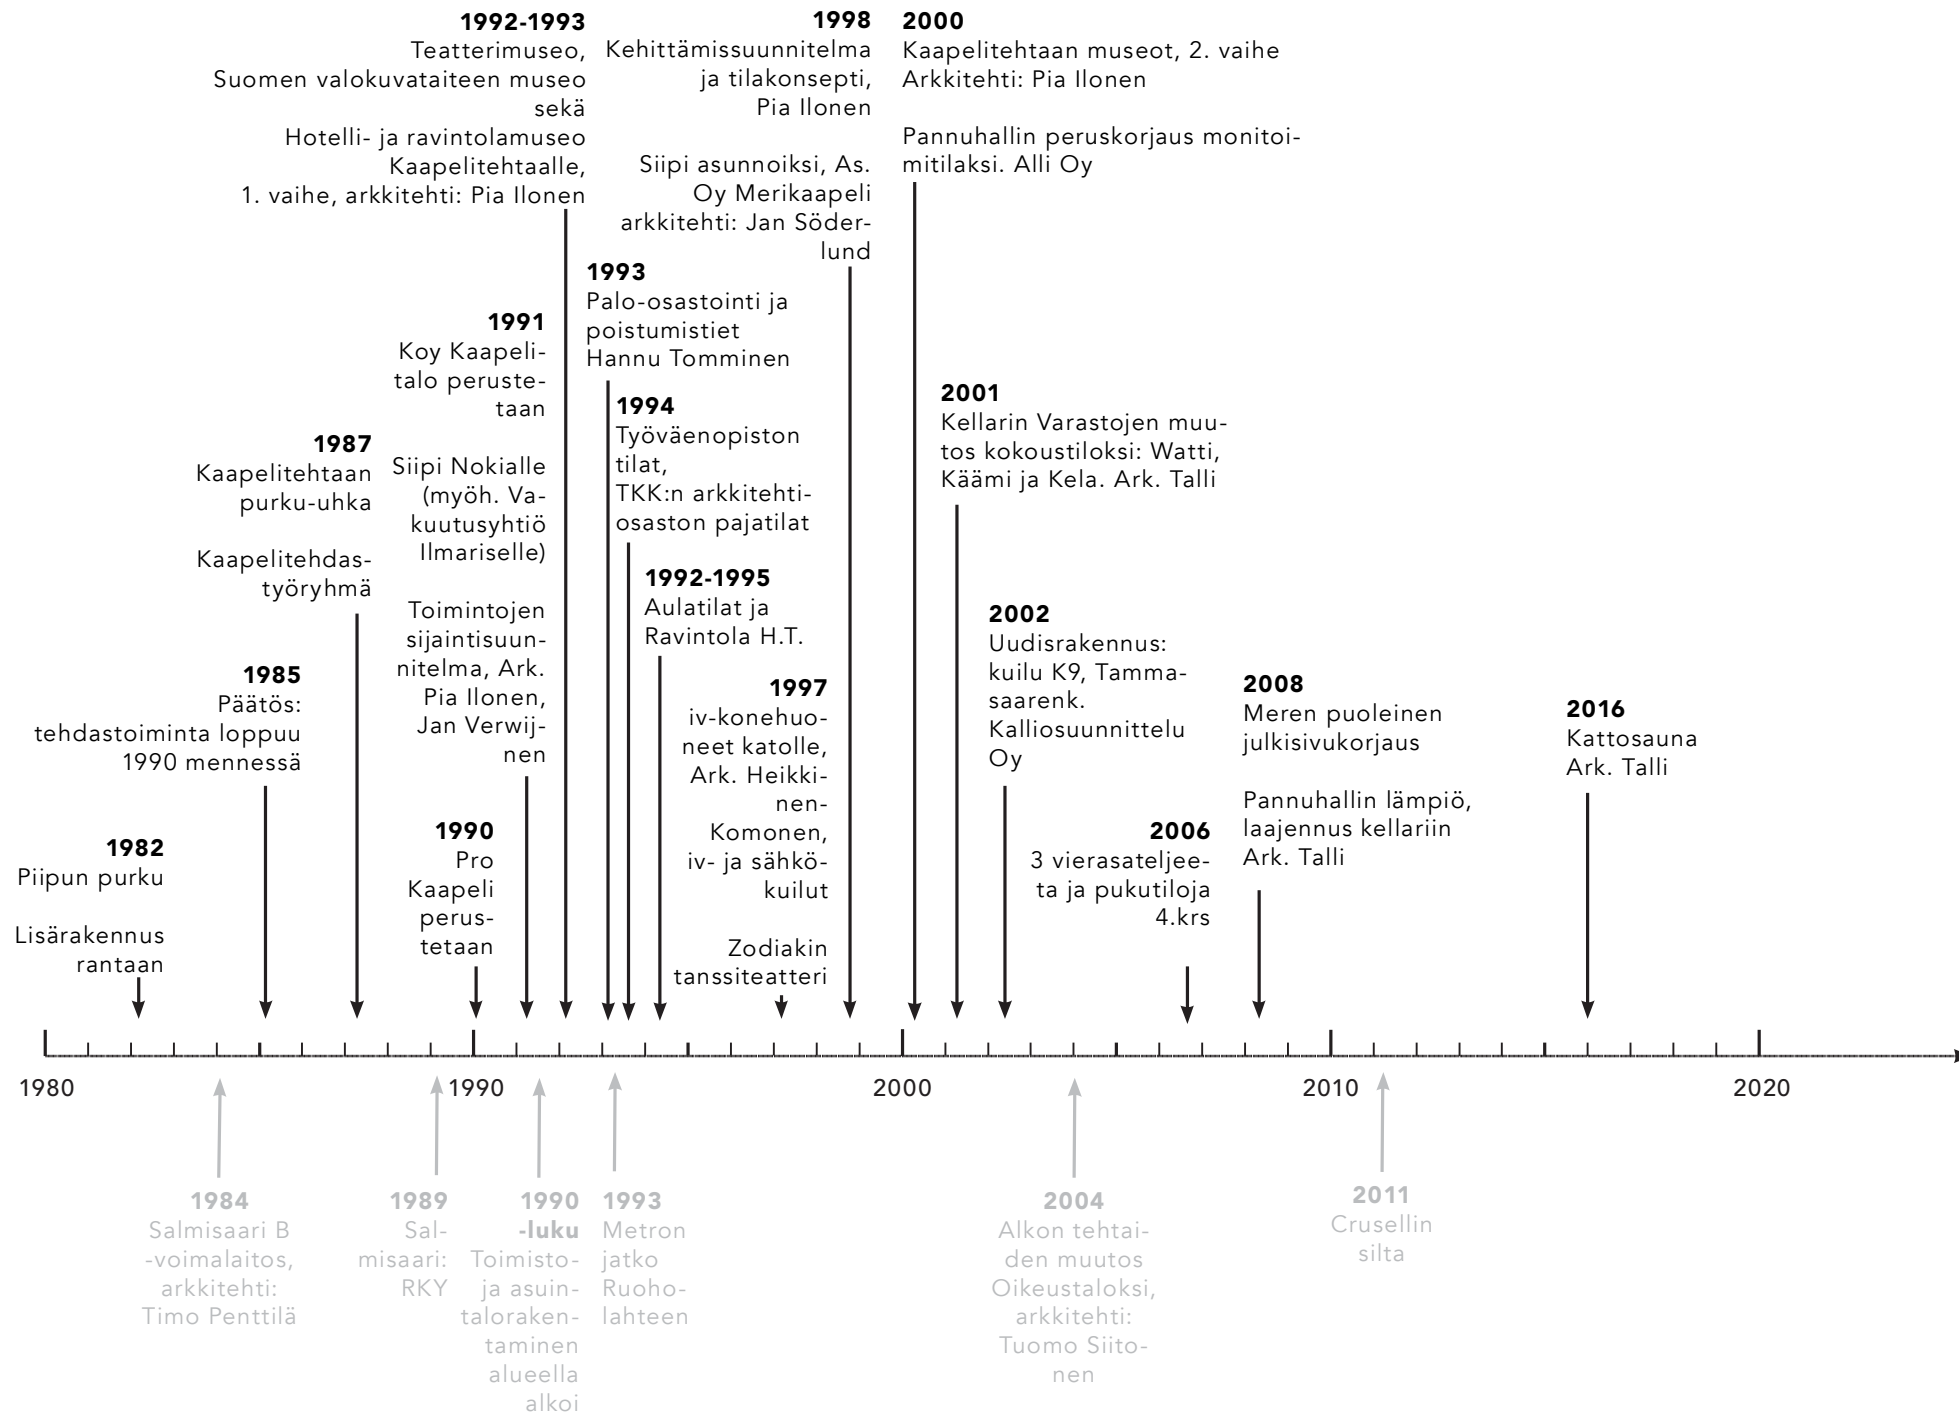 1992-1993
Teatterimuseo,
Suomen valokuvataiteen museo
sekä
Hotelli- ja ravintolamuseo
Kaapelitehtaalle,
1. vaihe, arkkitehti: Pia Ilonen
1998
Kehittämissuunnitelma
ja tilakonsepti,
Pia Ilonen
Siipi asunnoiksi, As.
Oy Merikaapeli
arkkitehti: Jan Söder-
lund
2000
Kaapelitehtaan museot, 2. vaihe
Arkkitehti: Pia Ilonen
Pannuhallin peruskorjaus monitoi-
mitilaksi. Alli Oy
1993
Palo-osastointi ja
poistumistiet
Hannu Tomminen
1991
Koy Kaapeli-
talo peruste-
taan
Siipi Nokialle
(myöh. Va-
kuutusyhtiö
Ilmariselle)
Toimintojen
sijaintisuun-
nitelma, Ark.
Pia Ilonen,
Jan Verwij-
nen
1994
Työväenopiston
tilat,
TKK:n arkkitehti-
osaston pajatilat
2001
Kellarin Varastojen muu-
tos kokoustiloksi: Watti,
Käämi ja Kela. Ark. Talli
1987
Kaapelitehtaan
purku-uhka
Kaapelitehdas-
työryhmä
1992-1995
Aulatilat ja
Ravintola H.T.
2002
Uudisrakennus:
kuilu K9, Tamma-
saarenk.
Kalliosuunnittelu
Oy
1985
Päätös:
tehdastoiminta loppuu
1990 mennessä
1997
iv-konehuo-
neet katolle,
Ark. Heikki-
nen-
Komonen,
iv- ja sähkö-
kuilut
Zodiakin
tanssiteatteri
2008
Meren puoleinen
julkisivukorjaus
Pannuhallin lämpiö,
laajennus kellariin
Ark. Talli
2016
Kattosauna
Ark. Talli
1982
Piipun purku
Lisärakennus
rantaan
1990
Pro
Kaapeli
perus-
tetaan
2006
3 vierasateljee-
ta ja pukutiloja
4.krs
1980
1990
2000
2010
2020
1984
Salmisaari B
-voimalaitos,
arkkitehti:
Timo Penttilä
1989
Sal-
misaari:
RKY
1990
-luku
Toimisto-
ja asuin-
taloraken-
taminen
alueella
alkoi
1993
Metron
jatko
Ruoho-
lahteen
2004
Alkon tehtai-
den muutos
Oikeustaloksi,
arkkitehti:
Tuomo Siito-
nen
2011
Crusellin
silta